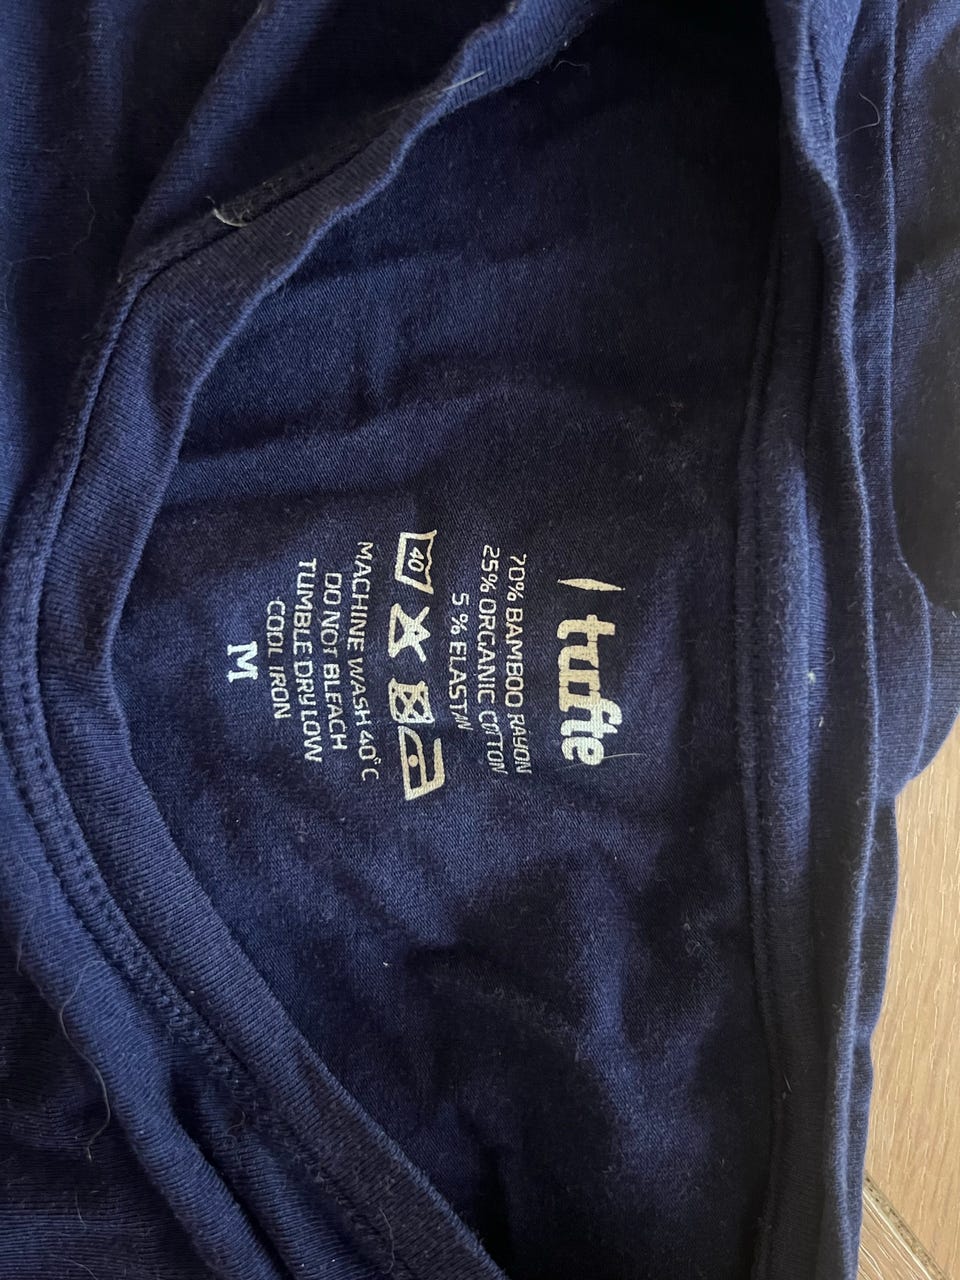 tufte
70% BAMBOO RAYON
25% ORGANIC COTTON
5% ELASTAN
40
MACHINE WASH 40°C
DO NOT BLEACH
TUMBLE DRY LOW
COOL IRON
M